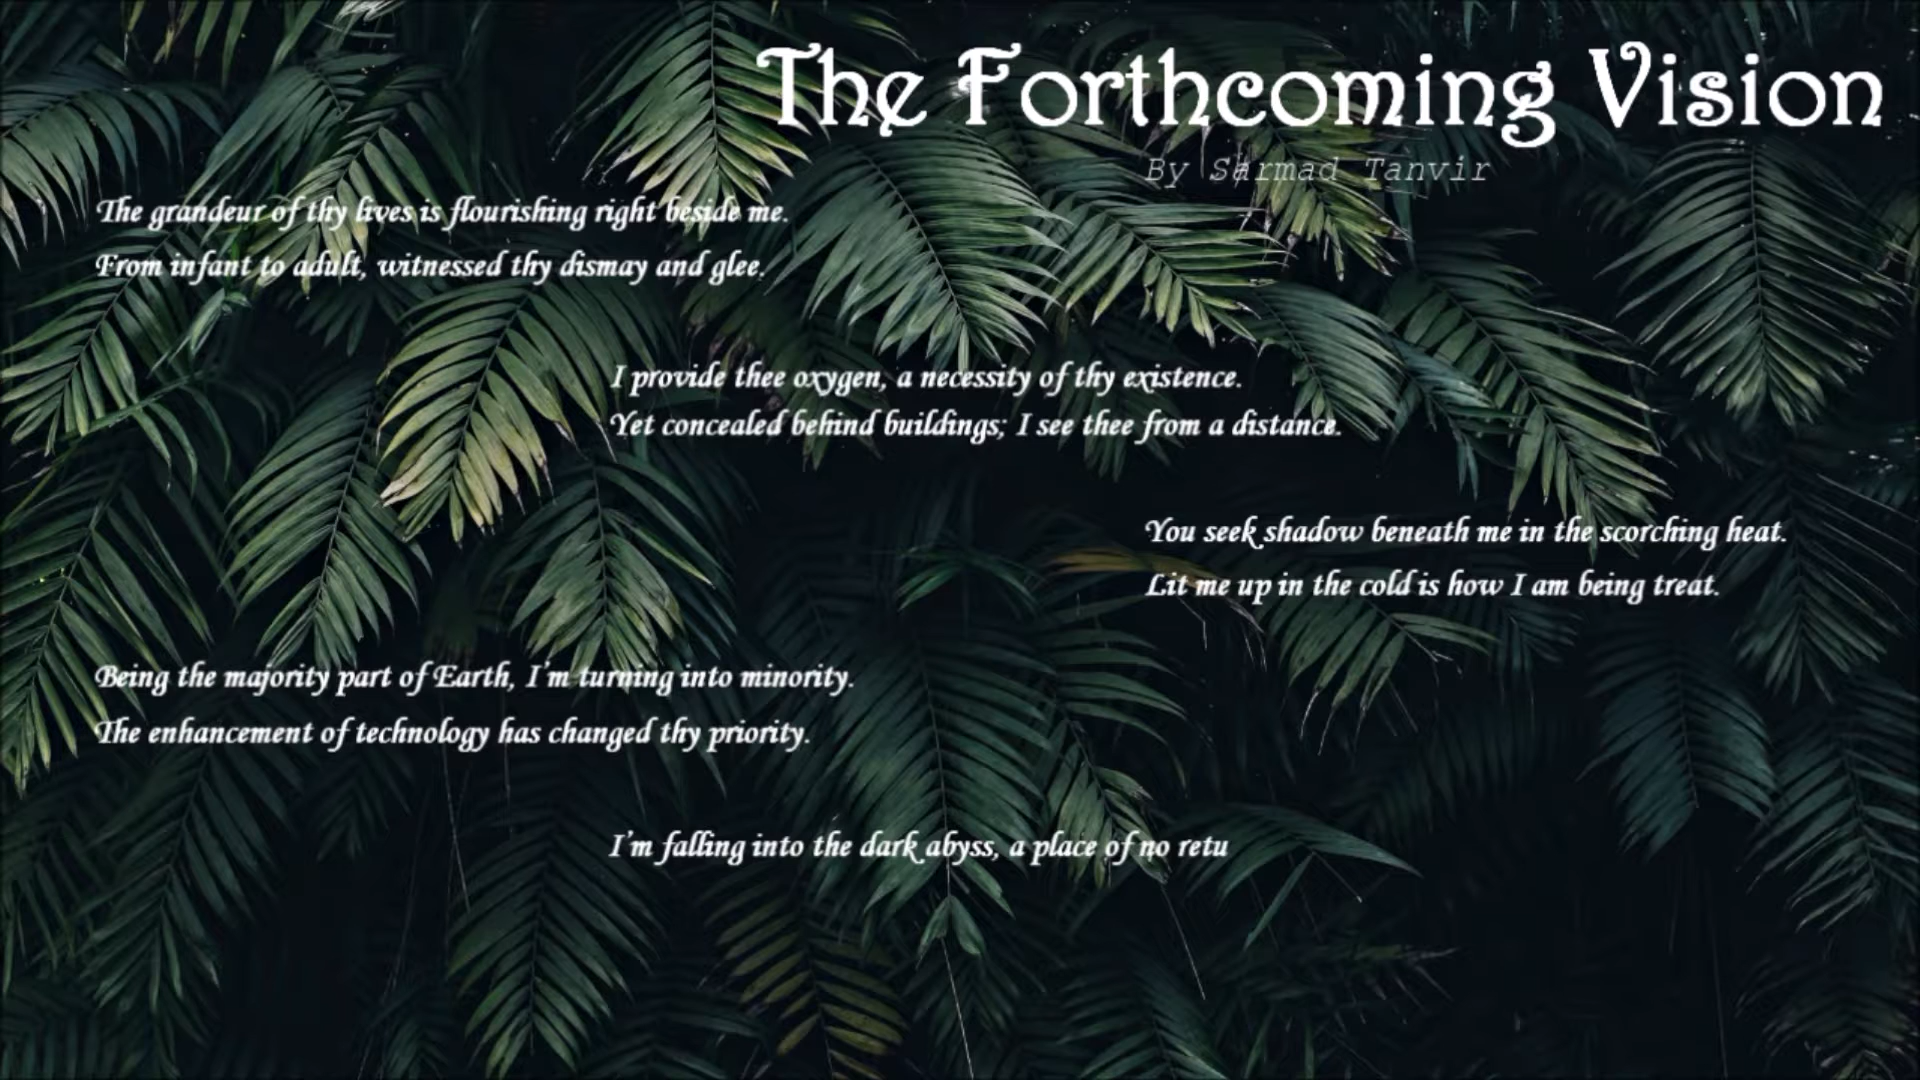 The Forthcoming Vision
By Sarmad Tanvir
The grandeur of thy lives is flourishing right beside me.
From infant to adult, witnessed thy dismay and glee.
I provide thee oxygen, a necessity of thy existence.
Yet concealed behind buildings; I see thee from a distance.
You seek shadow beneath me in the scorching heat.
Lit me up in the cold is how I am being treat.
Being the majority part of Earth, I'm turning into minority.
The enhancement of technology has changed thy priority.
I'm falling into the dark abyss, a place of no retu